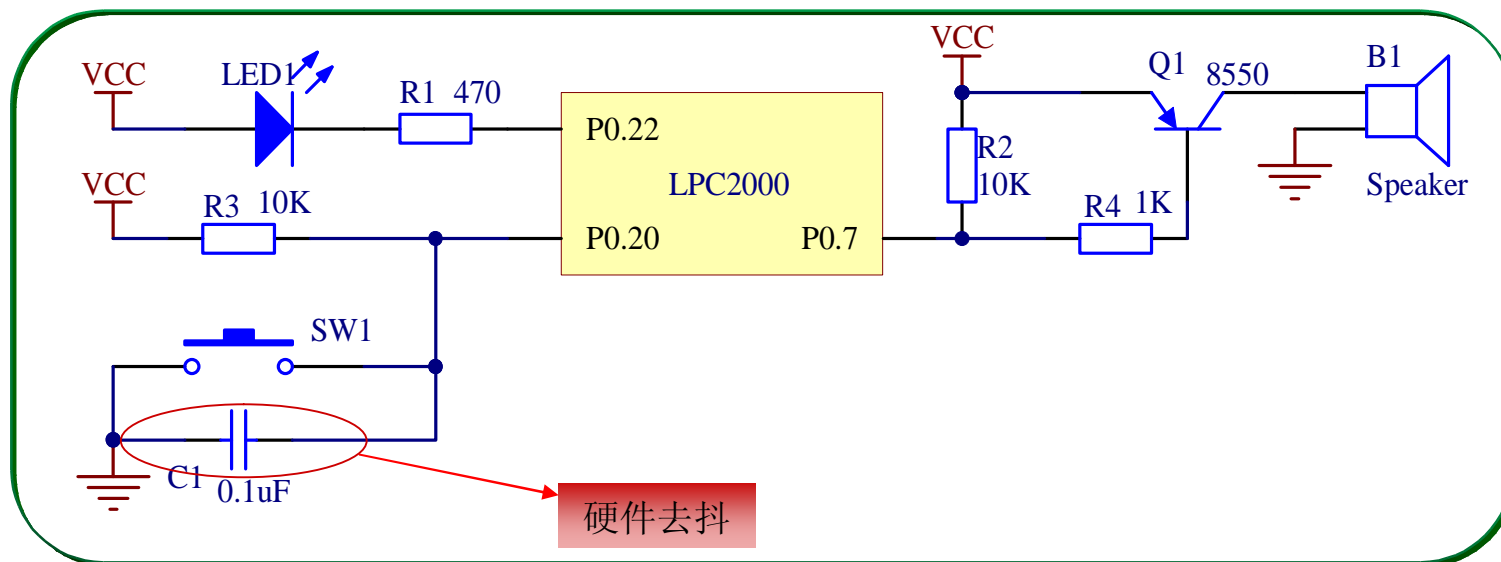 VCC
LED1
R1 470
P0.22
VCC
R3 10K
P0.20
LPC2000
P0.7
VCC
R2
10K
R4 1K
Q1 8550
B1
Speaker
SW1
C1 0.1uF
硬件去抖